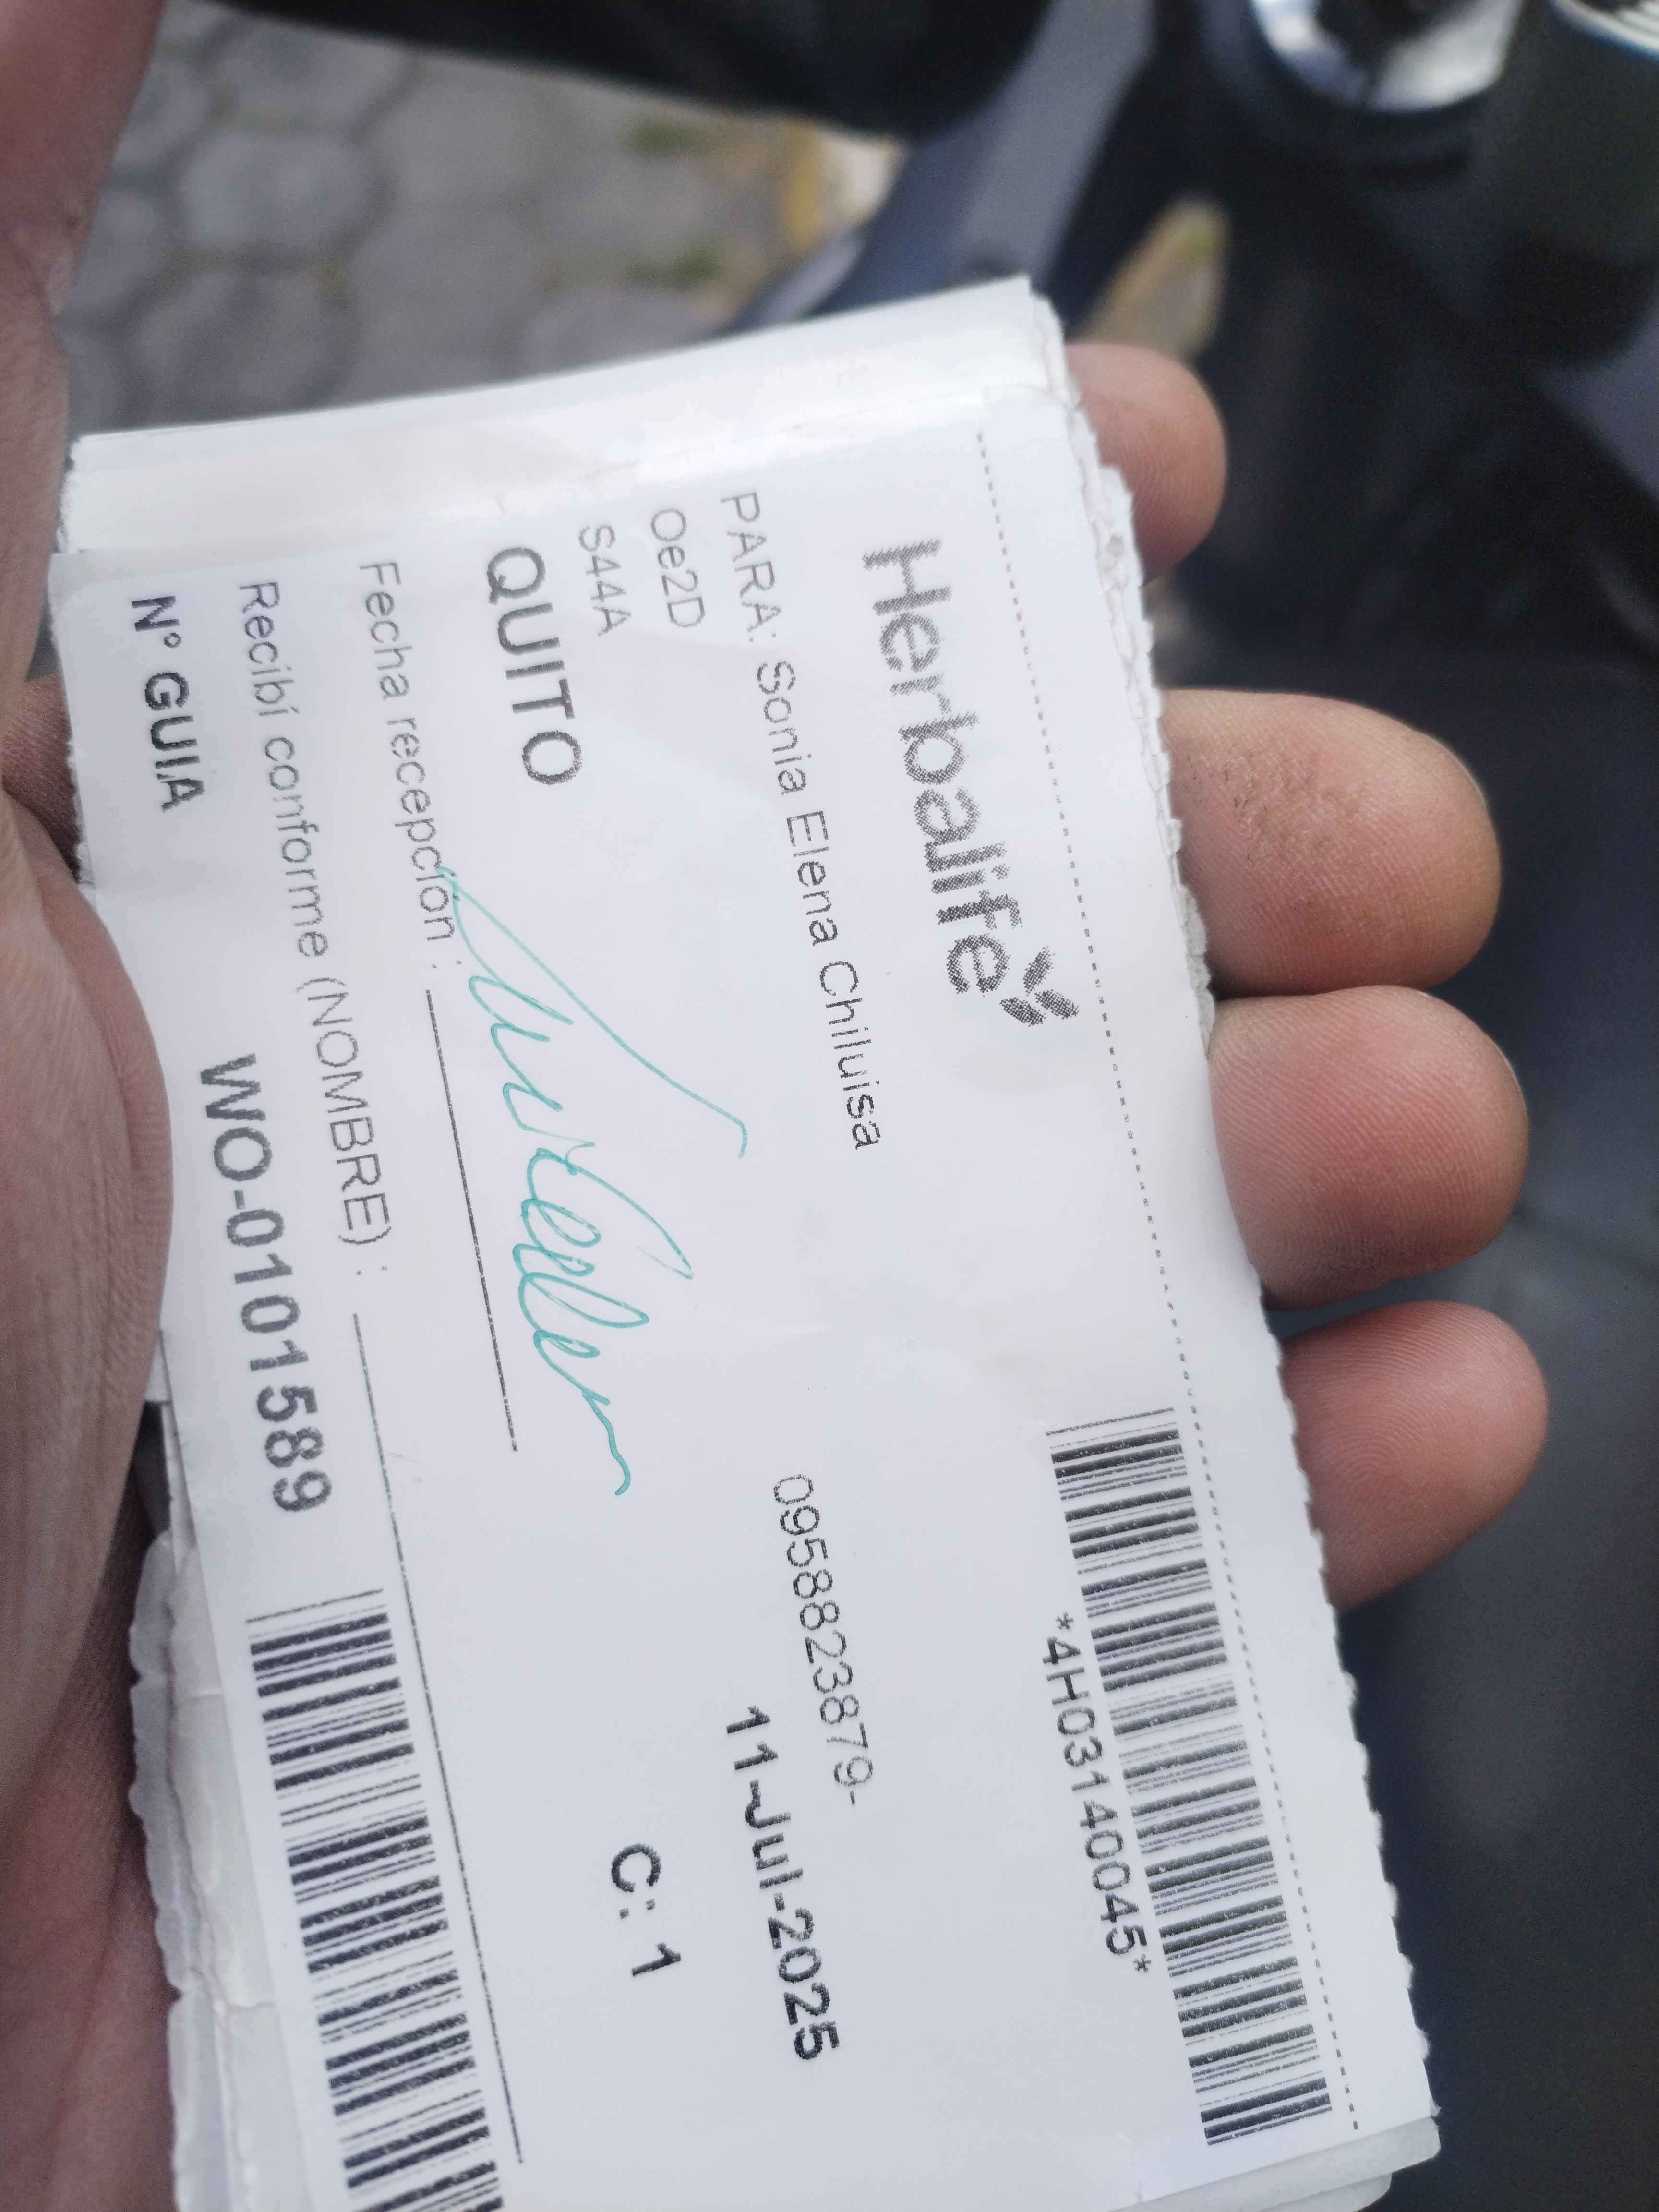 Herbalife
*4H03140045*
PARA: Sonia Elena Chiluisa
0958823879-
Oe2D
11-Jul-2025
S44A
QUITO
C: 1
Fecha recepción :
Recibí conforme (NOMBRE) :
N° GUIA WO-0101589